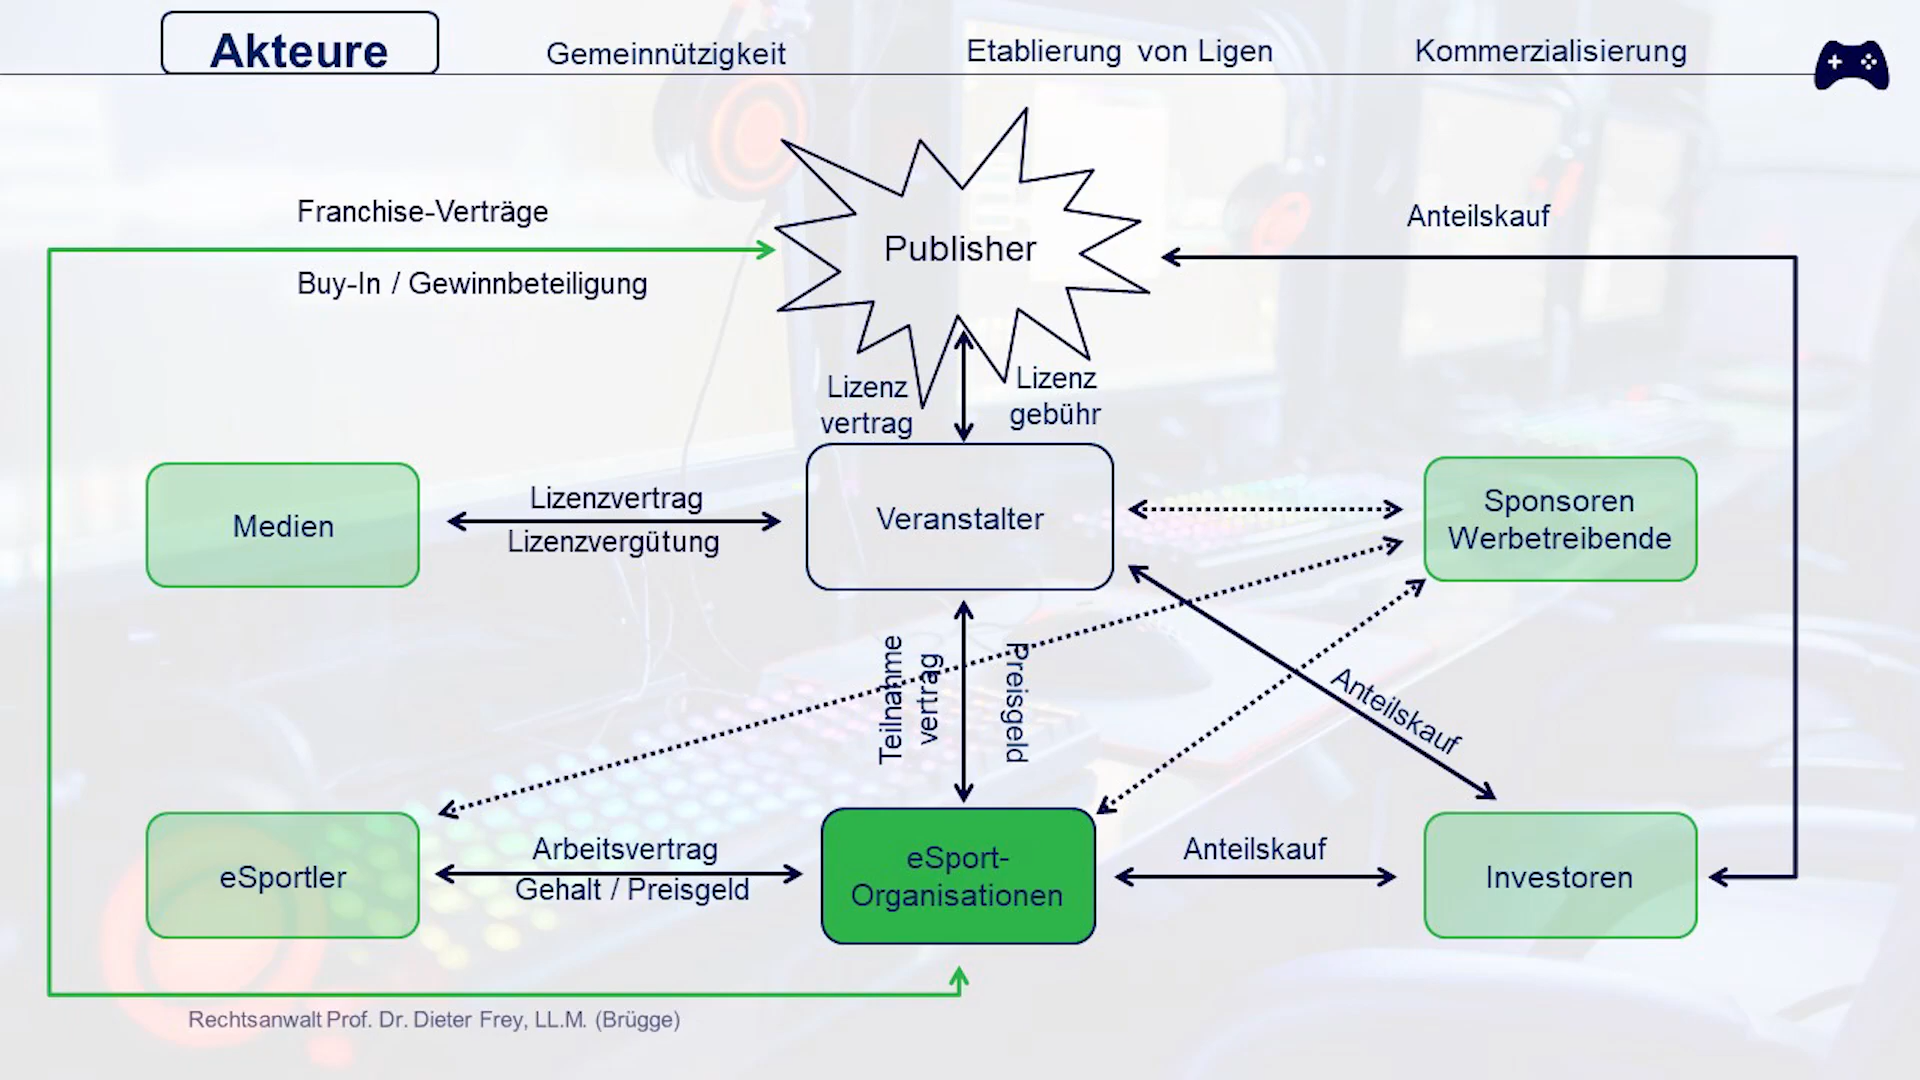 Akteure
Gemeinnützigkeit
Etablierung von Ligen
Kommerzialisierung
Franchise-Verträge
Buy-In / Gewinnbeteiligung
Publisher
Anteilskauf
Lizenz
vertrag
Lizenz
gebühr
Medien
Lizenzvertrag
Lizenzvergütung
Veranstalter
Sponsoren
Werbetreibende
Teilnahme
vertrag
Preisgeld
Anteilskauf
eSportler
Arbeitsvertrag
Gehalt / Preisgeld
eSport-
Organisationen
Anteilskauf
Investoren
Rechtsanwalt Prof. Dr. Dieter Frey, LL.M. (Brügge)